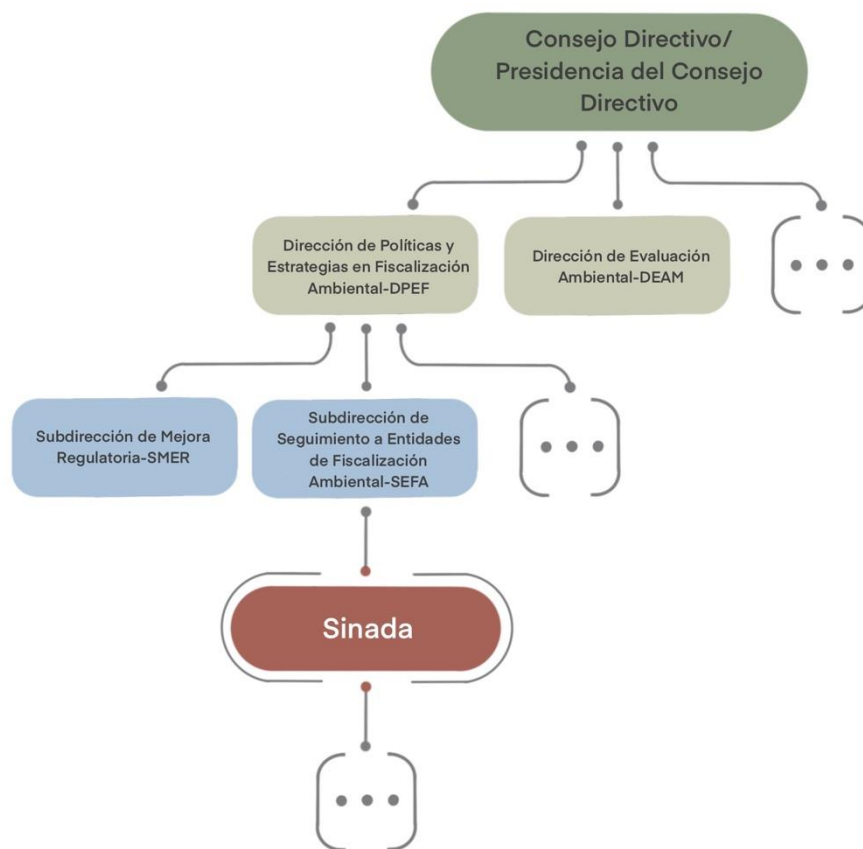 Consejo Directivo/
Presidencia del Consejo
Directivo
Dirección de Políticas y
Estrategias en Fiscalización
Ambiental-DPEF
Dirección de Evaluación
Ambiental-DEAM
Subdirección de Mejora
Regulatoria-SMER
Subdirección de
Seguimiento a Entidades
de Fiscalización
Ambiental-SEFA
Sinada